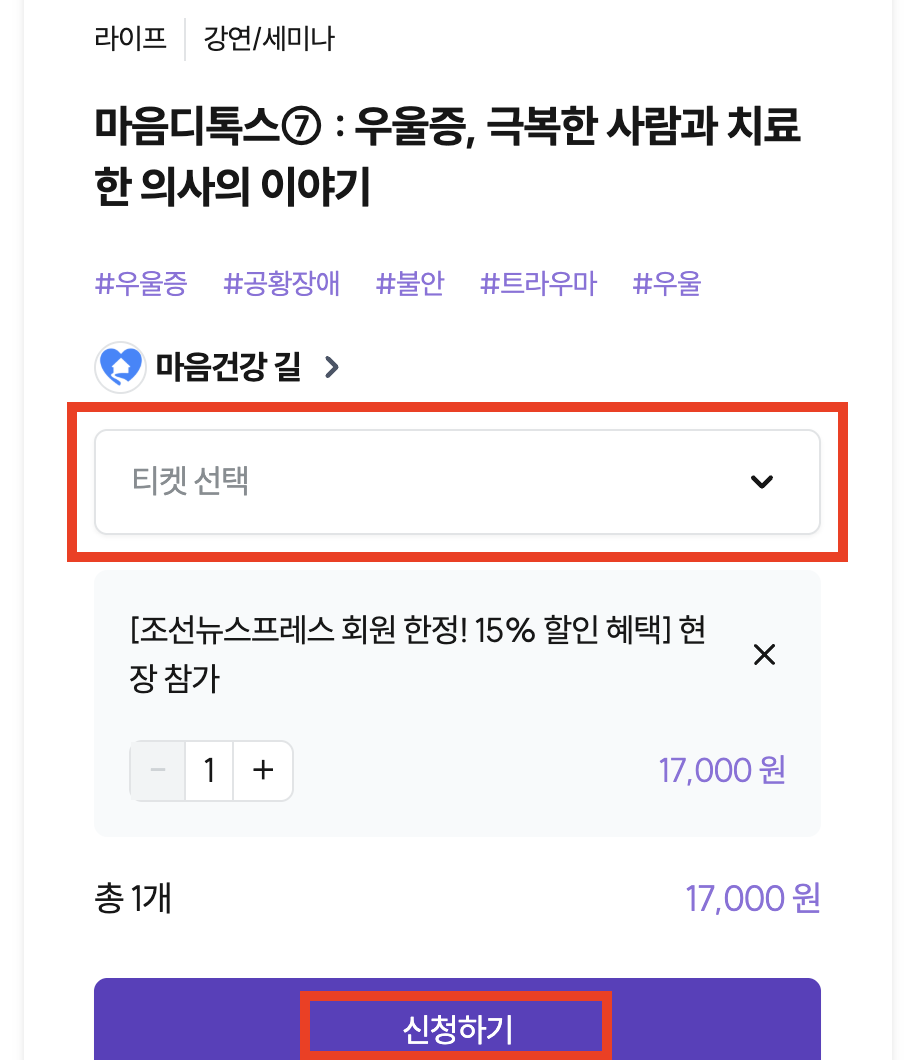 라이프 강연/세미나
마음디톡스⑦ : 우울증, 극복한 사람과 치료
한 의사의 이야기
#우울증 #공황장애 #불안 #트라우마 #우울
마음건강 길
티켓 선택
[조선뉴스프레스 회원 한정! 15% 할인 혜택] 현
장 참가
− 1 + 17,000 원
총 1개 17,000 원
신청하기